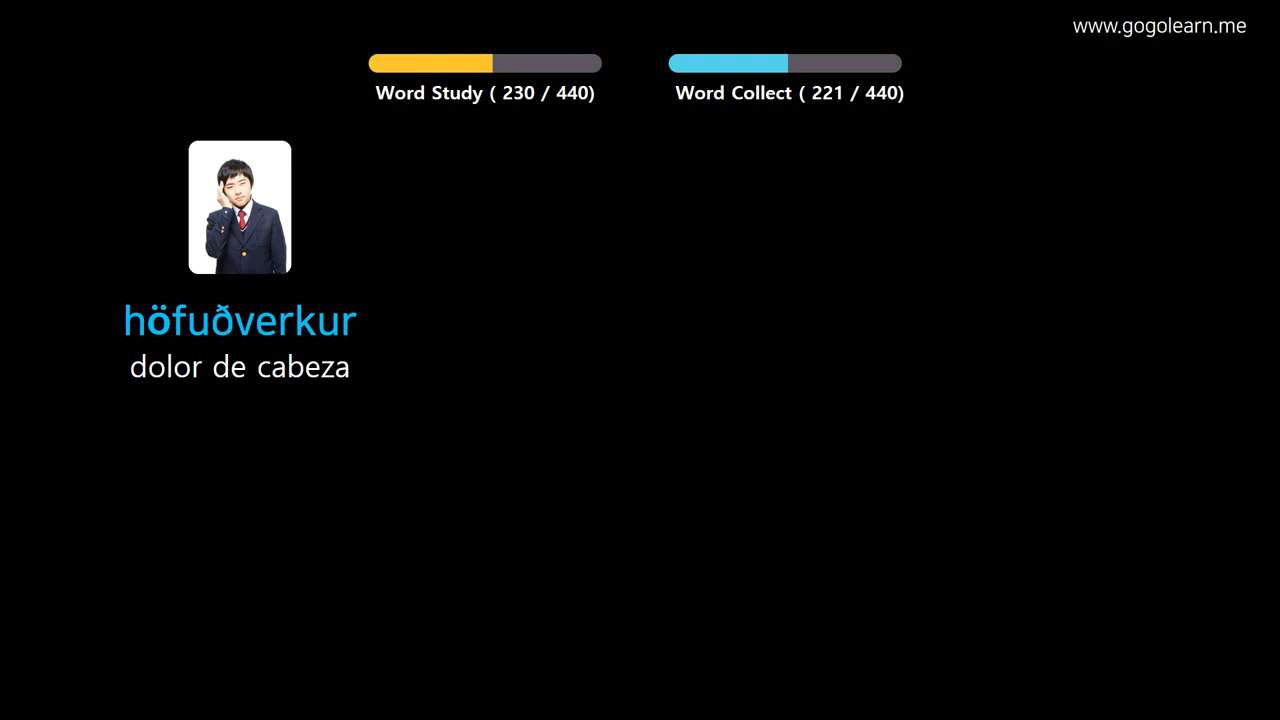 www.gogolearn.me
Word Study ( 230 / 440)
Word Collect ( 221 / 440)
höfuðverkur
dolor de cabeza